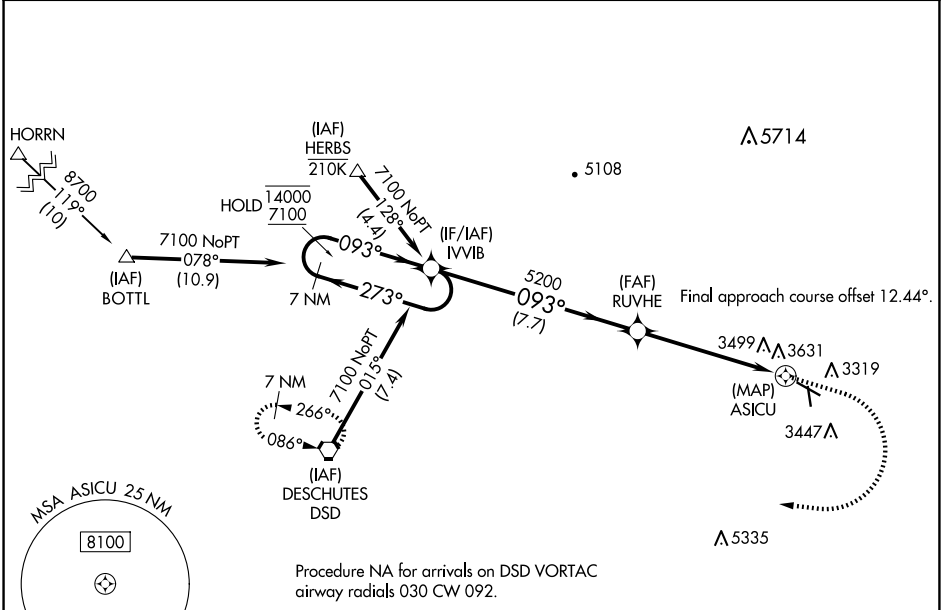 HORRN
8700
119°
(10)
(IAF)
HERBS
210K
5714
5108
HOLD 14000
7100
7100 NoPT
128°
(4.4)
093°
(IF/IAF)
IVVIB
7100 NoPT
078°
(10.9)
(IAF)
BOTTL
7 NM
273°
5200
093°
(7.7)
(FAF)
RUVHE
Final approach course offset 12.44°.
3499
3631
3319
(MAP)
ASICU
3447
7100 NoPT
015°
(7.4)
7 NM
266°
086°
(IAF)
DESCHUTES
DSD
5335
MSA ASICU 25 NM
8100
Procedure NA for arrivals on DSD VORTAC
airway radials 030 CW 092.